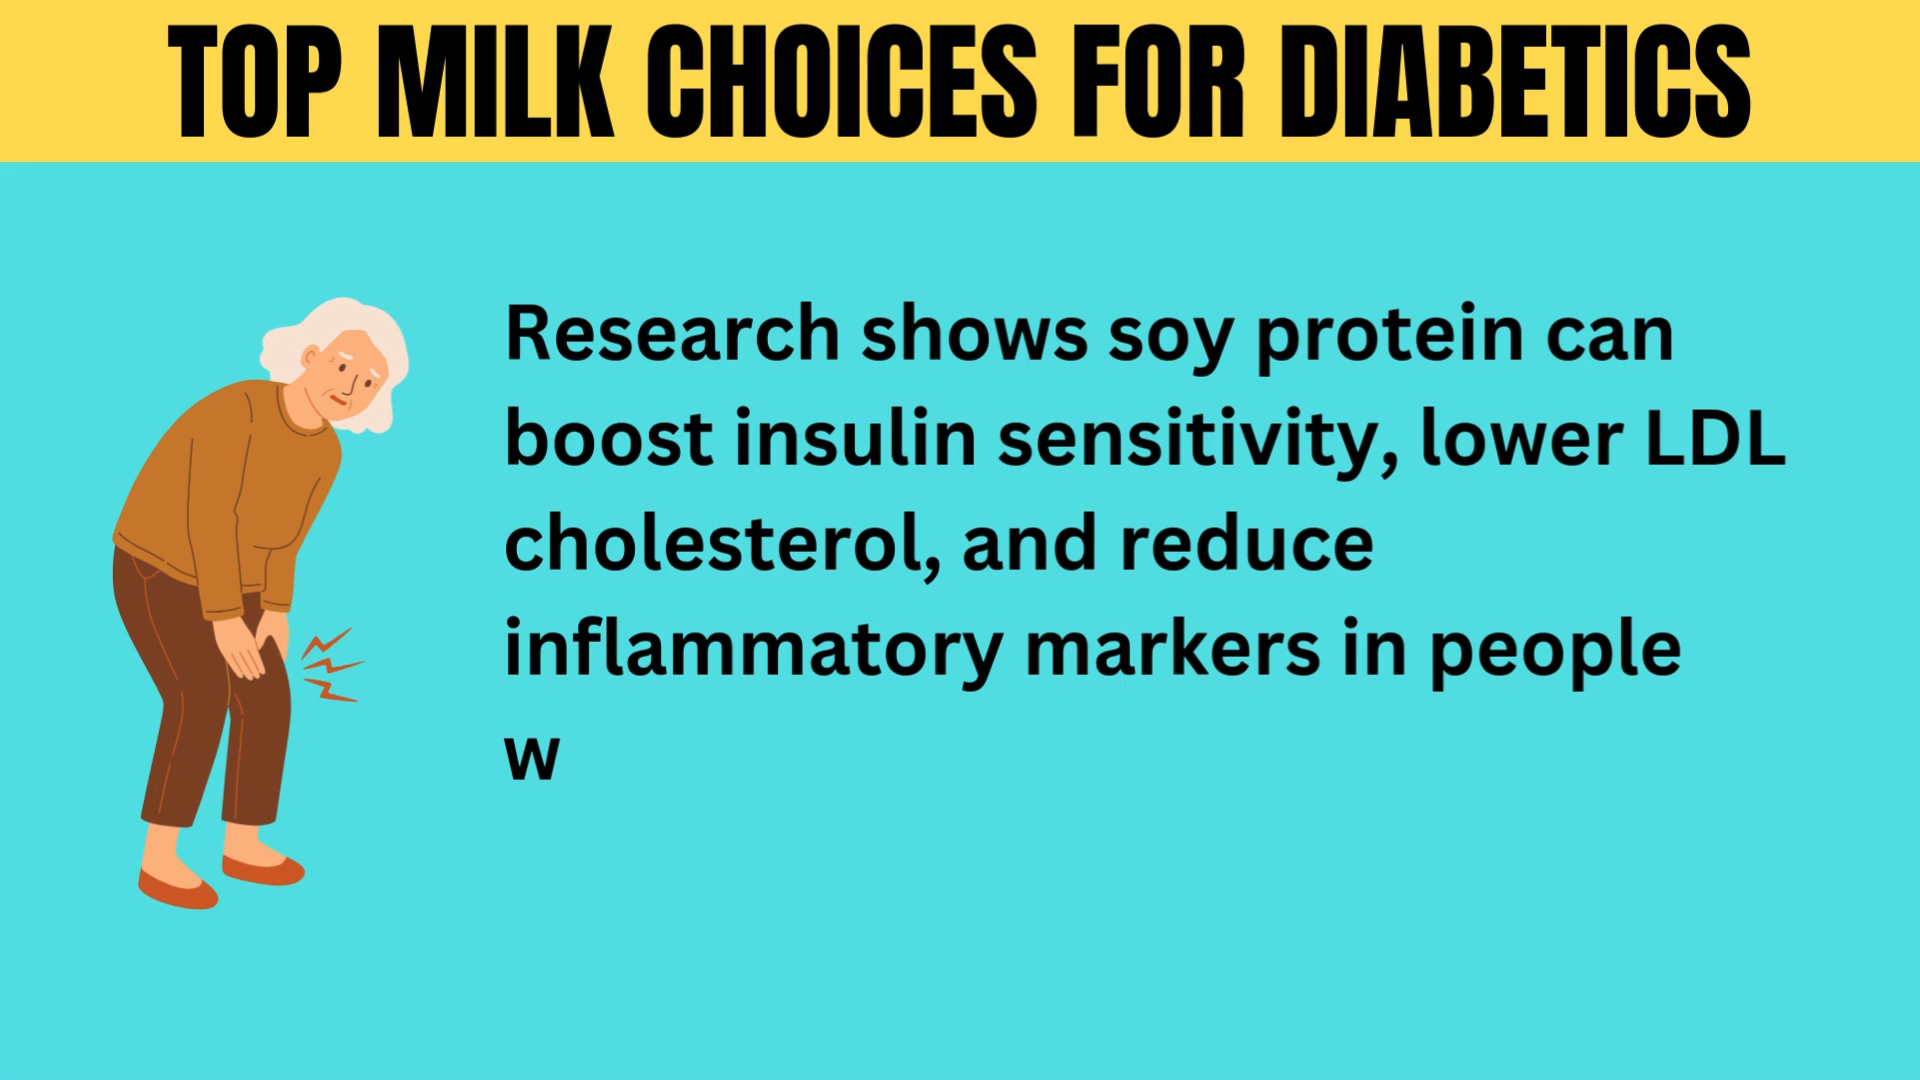 TOP MILK CHOICES FOR DIABETICS
Research shows soy protein can
boost insulin sensitivity, lower LDL
cholesterol, and reduce
inflammatory markers in people
w